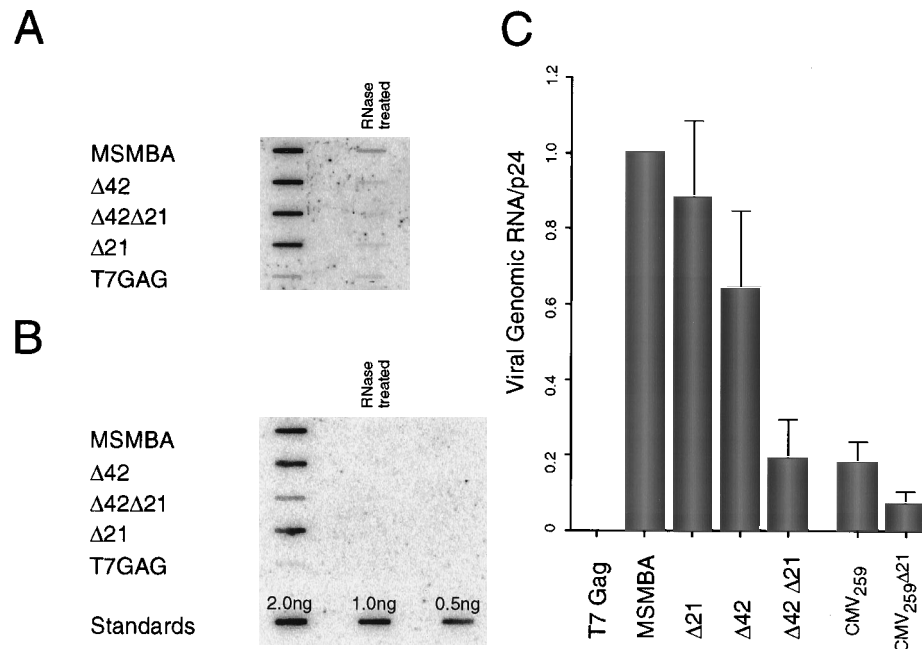 A
RNase
treated
MSMBA
Δ42
Δ42Δ21
Δ21
T7GAG
B
RNase
treated
MSMBA
Δ42
Δ42Δ21
Δ21
T7GAG
2.0ng 1.0ng 0.5ng
Standards
C
Viral Genomic RNA/p24
1.2
1.0
0.8
0.6
0.4
0.2
0
T7 Gag
MSMBA
Δ21
Δ42
Δ42 Δ21
CMV259
CMV259Δ21